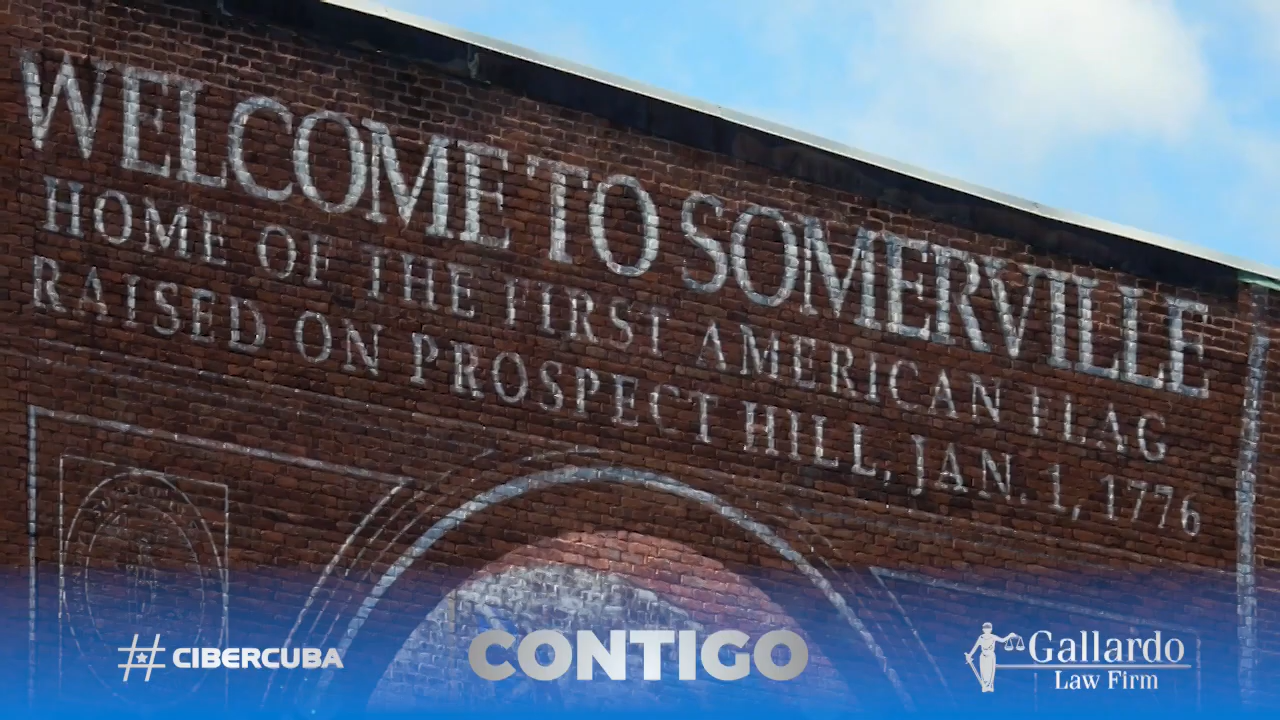 WELCOME TO SOMERVILLE
HOME OF THE FIRST AMERICAN FLAG
RAISED ON PROSPECT HILL, JAN. 1, 1776
#CIBERCUBA
CONTIGO
Gallardo
Law Firm